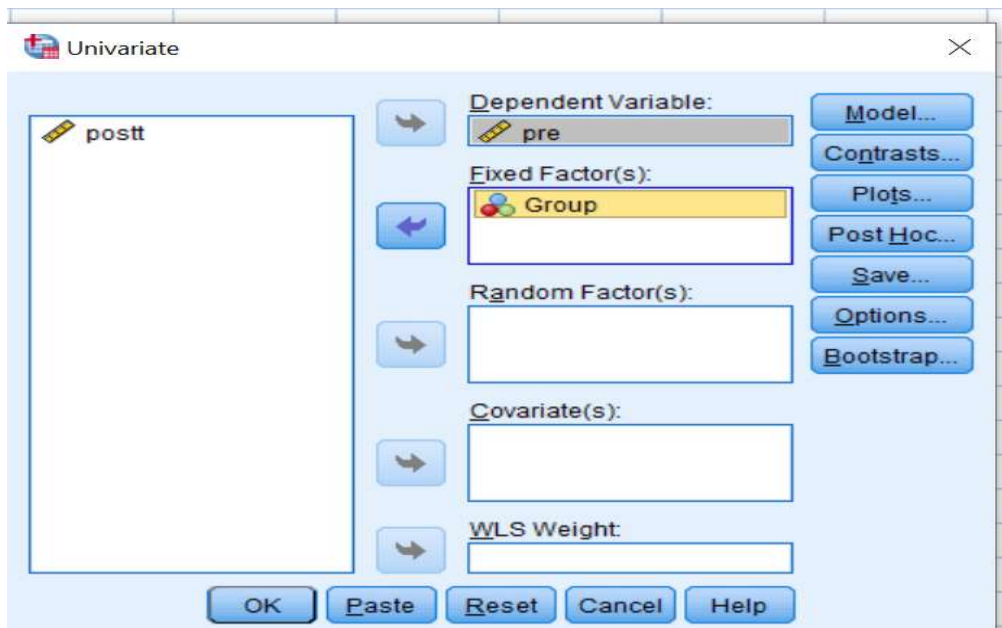 Univariate
postt
Dependent Variable:
pre
Fixed Factor(s):
Group
Random Factor(s):
Covariate(s):
WLS Weight:
Model...
Contrasts...
Plots...
Post Hoc...
Save...
Options...
Bootstrap...
OK Paste Reset Cancel Help